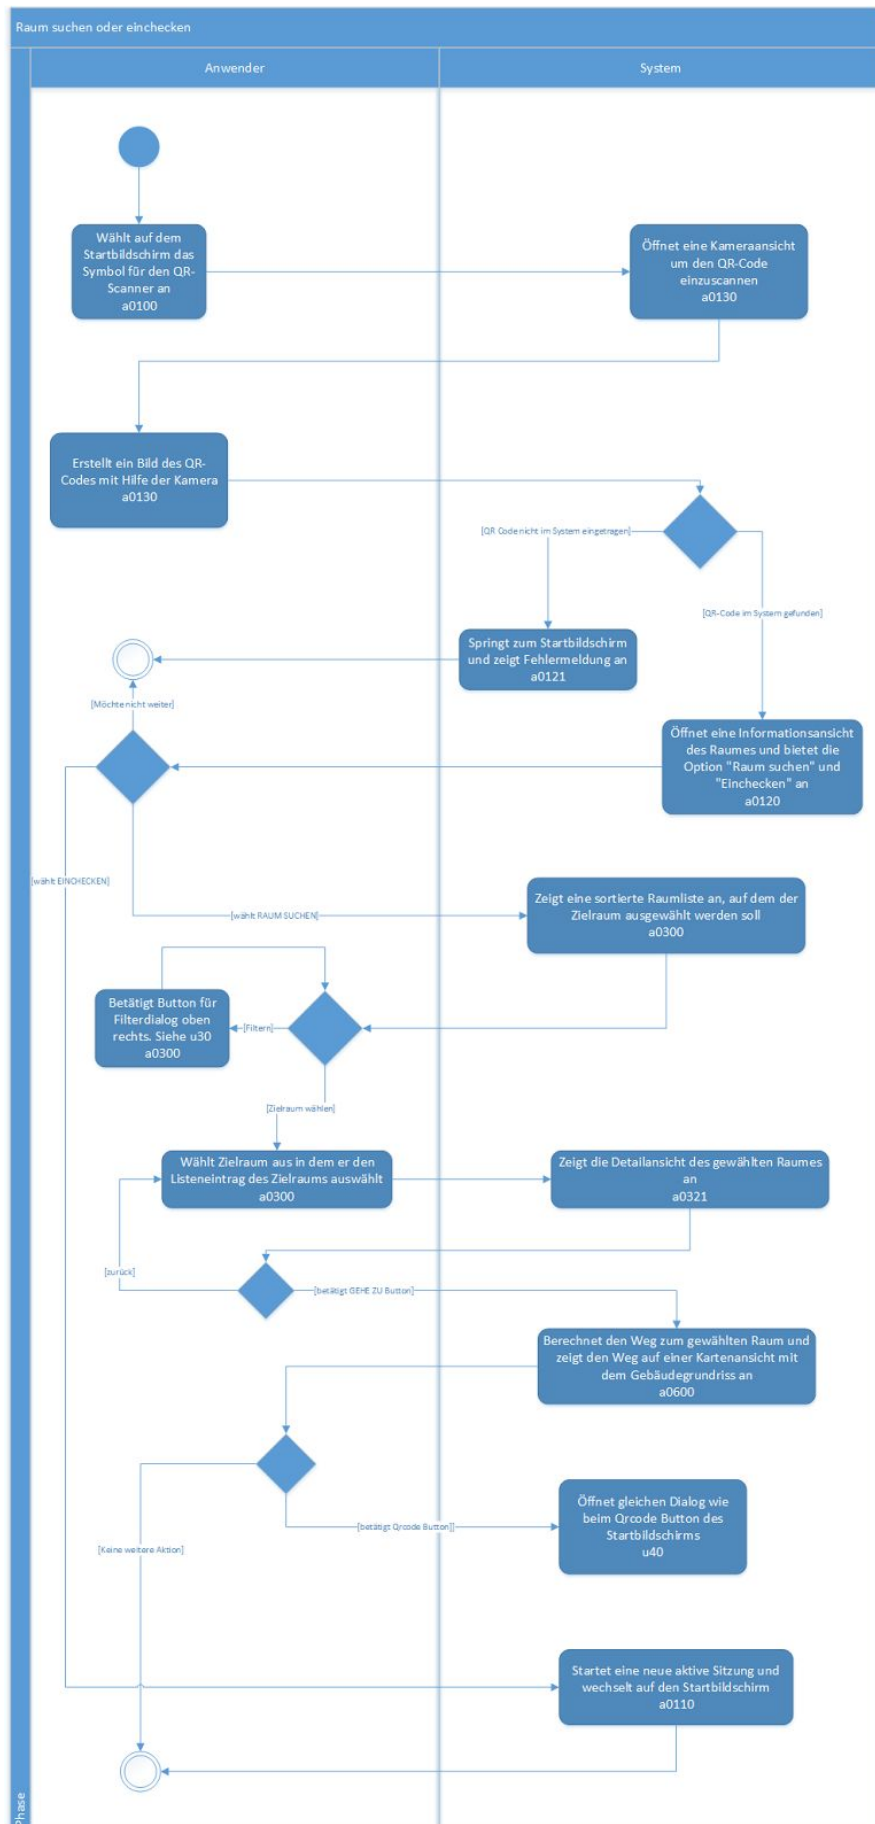 Raum suchen oder einchecken
Anwender
System
Wählt auf dem
Startbildschirm das
Symbol für den QR-
Scanner an
a0100
Öffnet eine Kameraansicht
um den QR-Code
einzuscannen
a0130
Erstellt ein Bild des QR-
Codes mit Hilfe der Kamera
a0130
[QR Code nicht im System eingetragen]
[QR-Code im System gefunden]
Springt zum Startbildschirm
und zeigt Fehlermeldung an
a0121
[Möchte nicht weiter]
Öffnet eine Informationsansicht
des Raumes und bietet die
Option "Raum suchen" und
"Einchecken" an
a0120
[wählt EINCHECKEN]
[wählt RAUM SUCHEN]
Zeigt eine sortierte Raumliste an, auf dem der
Zielraum ausgewählt werden soll
a0300
Betätigt Button für
Filterdialog oben
rechts. Siehe u30
a0300
[Filtern]
[Zielraum wählen]
Wählt Zielraum aus in dem er den
Listeneintrag des Zielraums auswählt
a0300
Zeigt die Detailansicht des gewählten Raumes
an
a0321
[zurück]
[betätigt GEHE ZU Button]
Berechnet den Weg zum gewählten Raum und
zeigt den Weg auf einer Kartenansicht mit
dem Gebäudegrundriss an
a0600
[betätigt Qrcode Button]]
Öffnet gleichen Dialog wie
beim Qrcode Button des
Startbildschirms
u40
[Keine weitere Aktion]
Startet eine neue aktive Sitzung und
wechselt auf den Startbildschirm
a0110
Phase